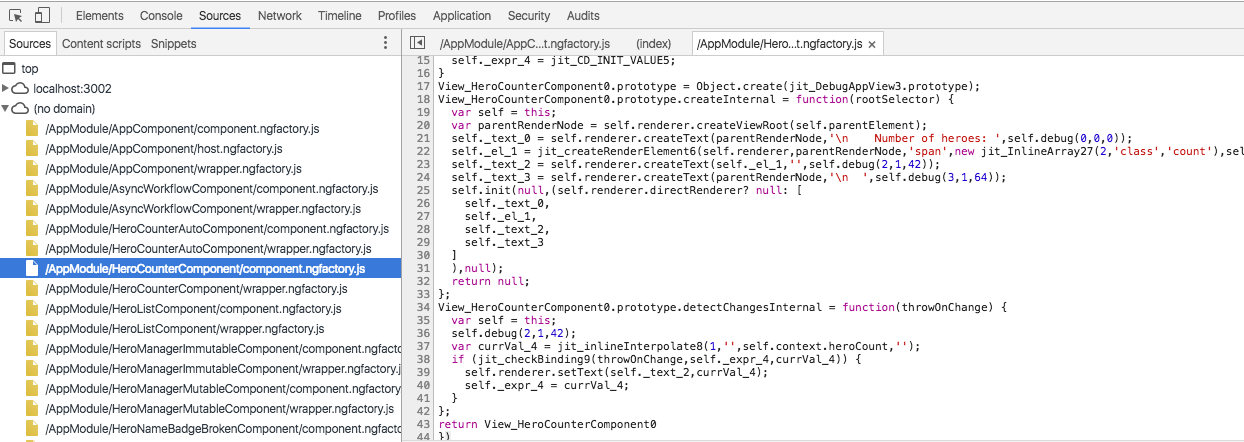 Elements Console Sources Network Timeline Profiles Application Security Audits
Sources Content scripts Snippets
/AppModule/AppC...t.ngfactory.js (index) /AppModule/Hero...t.ngfactory.js ×
top
localhost:3002
(no domain)
/AppModule/AppComponent/component.ngfactory.js
/AppModule/AppComponent/host.ngfactory.js
/AppModule/AppComponent/wrapper.ngfactory.js
/AppModule/AsyncWorkflowComponent/component.ngfactory.js
/AppModule/AsyncWorkflowComponent/wrapper.ngfactory.js
/AppModule/HeroCounterAutoComponent/component.ngfactory.js
/AppModule/HeroCounterAutoComponent/wrapper.ngfactory.js
/AppModule/HeroCounterComponent/component.ngfactory.js
/AppModule/HeroCounterComponent/wrapper.ngfactory.js
/AppModule/HeroListComponent/component.ngfactory.js
/AppModule/HeroListComponent/wrapper.ngfactory.js
/AppModule/HeroManagerImmutableComponent/component.ngfacto
/AppModule/HeroManagerImmutableComponent/wrapper.ngfactory.j
/AppModule/HeroManagerMutableComponent/component.ngfactory
/AppModule/HeroManagerMutableComponent/wrapper.ngfactory.js
/AppModule/HeroNameBadgeBrokenComponent/component.ngfacto
15 self._expr_4 = jit_CD_INIT_VALUE5;
16 }
17 View_HeroCounterComponent0.prototype = Object.create(jit_DebugAppView3.prototype);
18 View_HeroCounterComponent0.prototype.createInternal = function(rootSelector) {
19 var self = this;
20 var parentRenderNode = self.renderer.createViewRoot(self.parentElement);
21 self._text_0 = self.renderer.createText(parentRenderNode,'\n    Number of heroes: ',self.debug(0,0,0));
22 self._el_1 = jit_createRenderElement6(self.renderer,parentRenderNode,'span',new jit_InlineArray27(2,'class','count'),sel
23 self._text_2 = self.renderer.createText(self._el_1,'',self.debug(2,1,42));
24 self._text_3 = self.renderer.createText(parentRenderNode,'\n  ',self.debug(3,1,64));
25 self.init(null,(self.renderer.directRenderer? null: [
26 self._text_0,
27 self._el_1,
28 self._text_2,
29 self._text_3
30 ]
31 ),null);
32 return null;
33 };
34 View_HeroCounterComponent0.prototype.detectChangesInternal = function(throwOnChange) {
35 var self = this;
36 self.debug(2,1,42);
37 var currVal_4 = jit_inlineInterpolate8(1,'',self.context.heroCount,'');
38 if (jit_checkBinding9(throwOnChange,self._expr_4,currVal_4)) {
39 self.renderer.setText(self._text_2,currVal_4);
40 self._expr_4 = currVal_4;
41 }
42 };
43 return View_HeroCounterComponent0
44 })